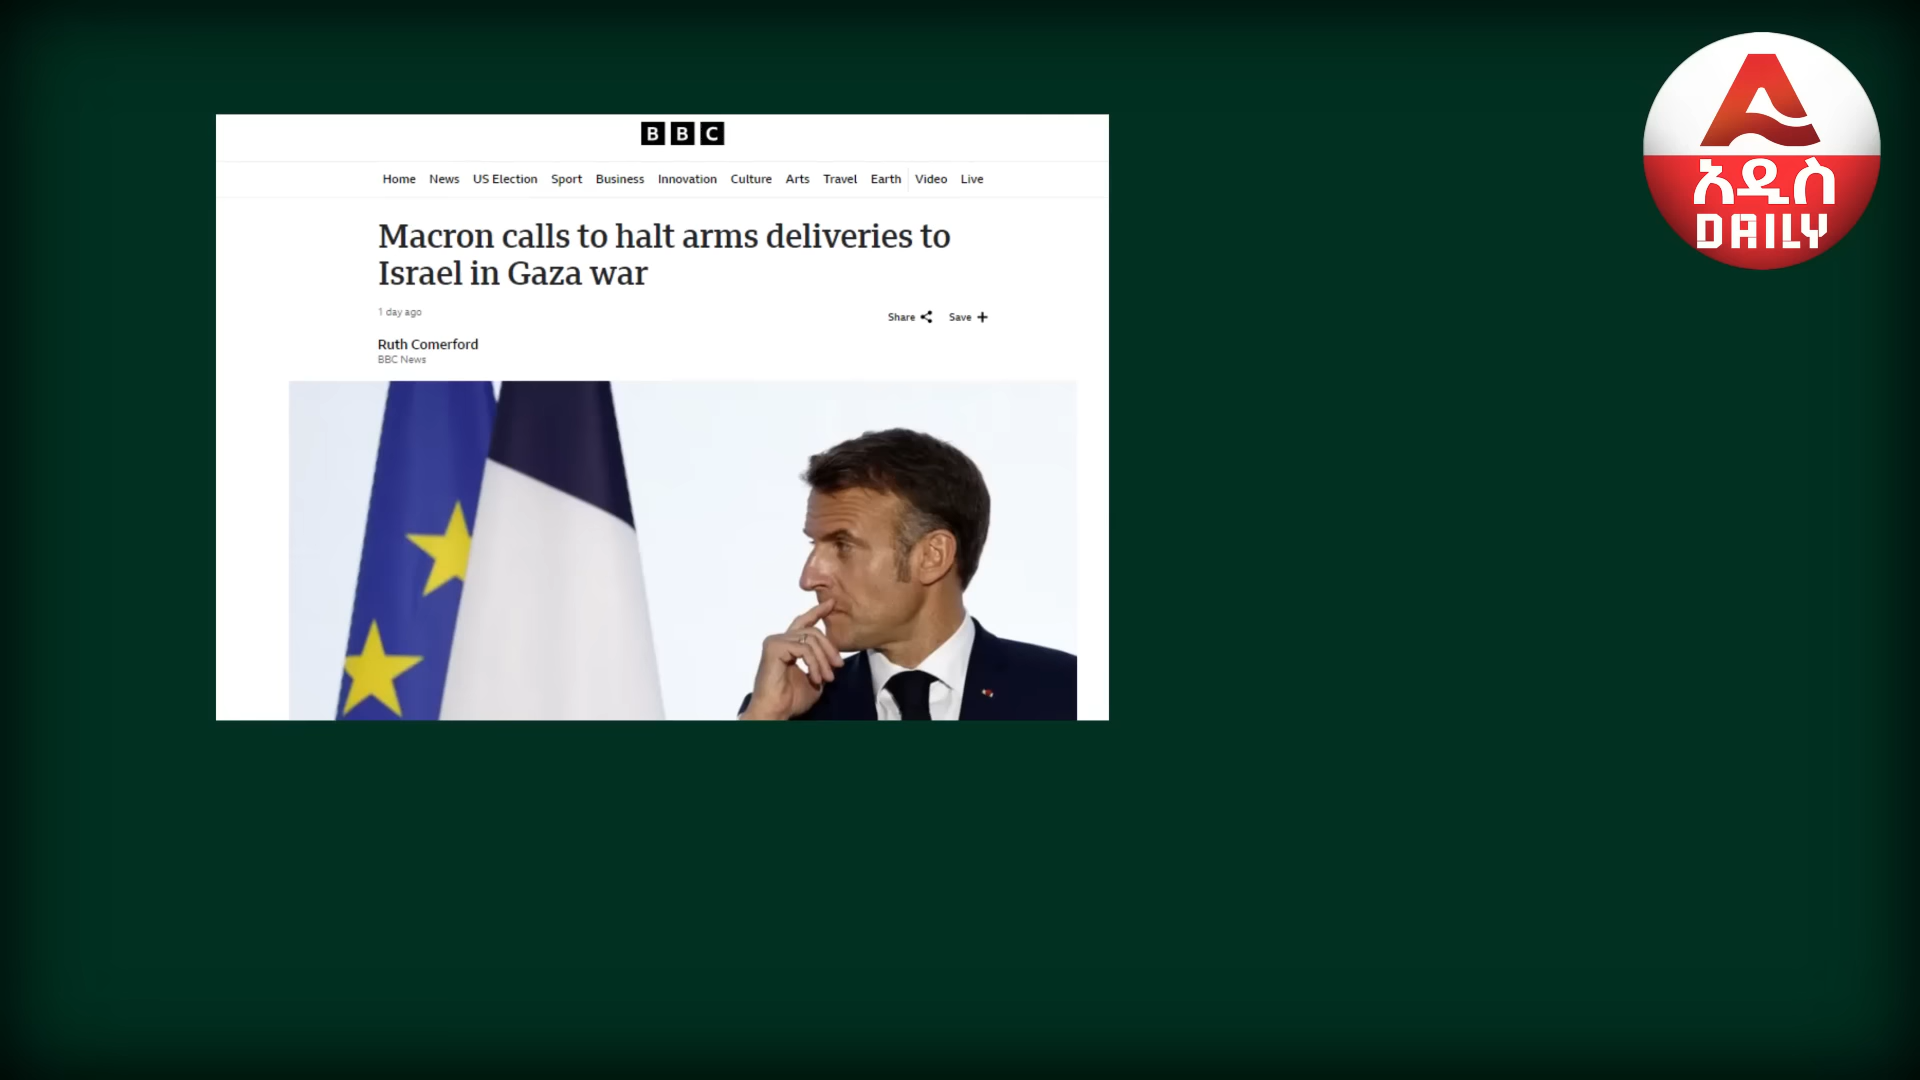 BBC
Home News US Election Sport Business Innovation Culture Arts Travel Earth Video Live
Macron calls to halt arms deliveries to
Israel in Gaza war
1 day ago
Share Save
Ruth Comerford
BBC News
አዲስ
DAILY